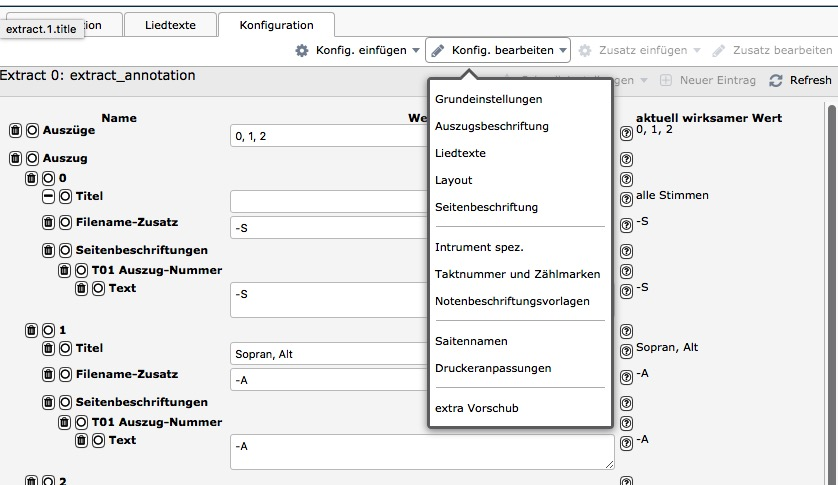 extract.1.title
tion
Liedtexte
Konfiguration
Konfig. einfügen
Konfig. bearbeiten
Zusatz einfügen
Zusatz bearbeiten
Extract 0: extract_annotation
Neuer Eintrag
Refresh
Grundeinstellungen
Auszugsbeschriftung
Liedtexte
Layout
Seitenbeschriftung
Intrument spez.
Taktnummer und Zählmarken
Notenbeschriftungsvorlagen
Saitennamen
Druckeranpassungen
extra Vorschub
Name
We
aktuell wirksamer Wert
Auszüge
0, 1, 2
0, 1, 2
Auszug
0
Titel
alle Stimmen
Filename-Zusatz
-S
-S
Seitenbeschriftungen
T01 Auszug-Nummer
Text
-S
-S
1
Titel
Sopran, Alt
Sopran, Alt
Filename-Zusatz
-A
-A
Seitenbeschriftungen
T01 Auszug-Nummer
Text
-A
-A
2